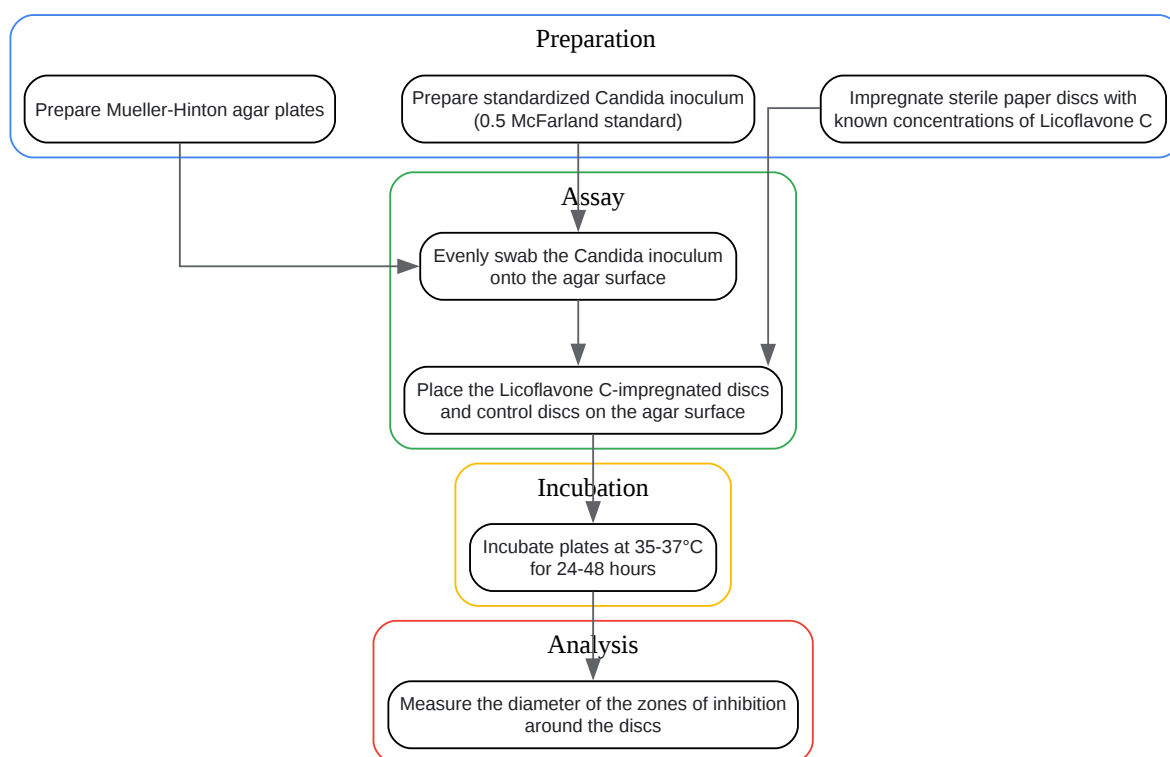 Preparation
Prepare Mueller-Hinton agar plates
Prepare standardized Candida inoculum
(0.5 McFarland standard)
Impregnate sterile paper discs with
known concentrations of Licoflavone C
Assay
Evenly swab the Candida inoculum
onto the agar surface
Place the Licoflavone C-impregnated discs
and control discs on the agar surface
Incubation
Incubate plates at 35-37°C
for 24-48 hours
Analysis
Measure the diameter of the zones of inhibition
around the discs